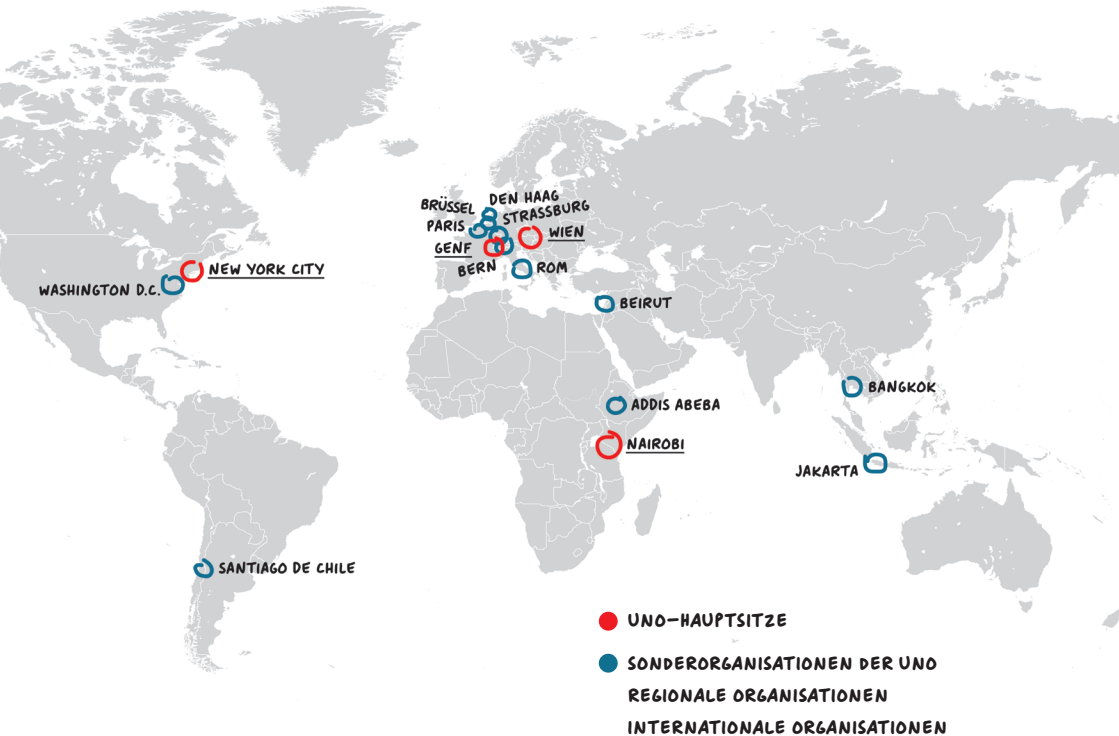 DEN HAAG
BRÜSSEL
STRASSBURG
PARIS
WIEN
GENF
BERN
ROM
NEW YORK CITY
WASHINGTON D.C.
BEIRUT
BANGKOK
ADDIS ABEBA
NAIROBI
JAKARTA
SANTIAGO DE CHILE
UNO-HAUPTSITZE
SONDERORGANISATIONEN DER UNO
REGIONALE ORGANISATIONEN
INTERNATIONALE ORGANISATIONEN